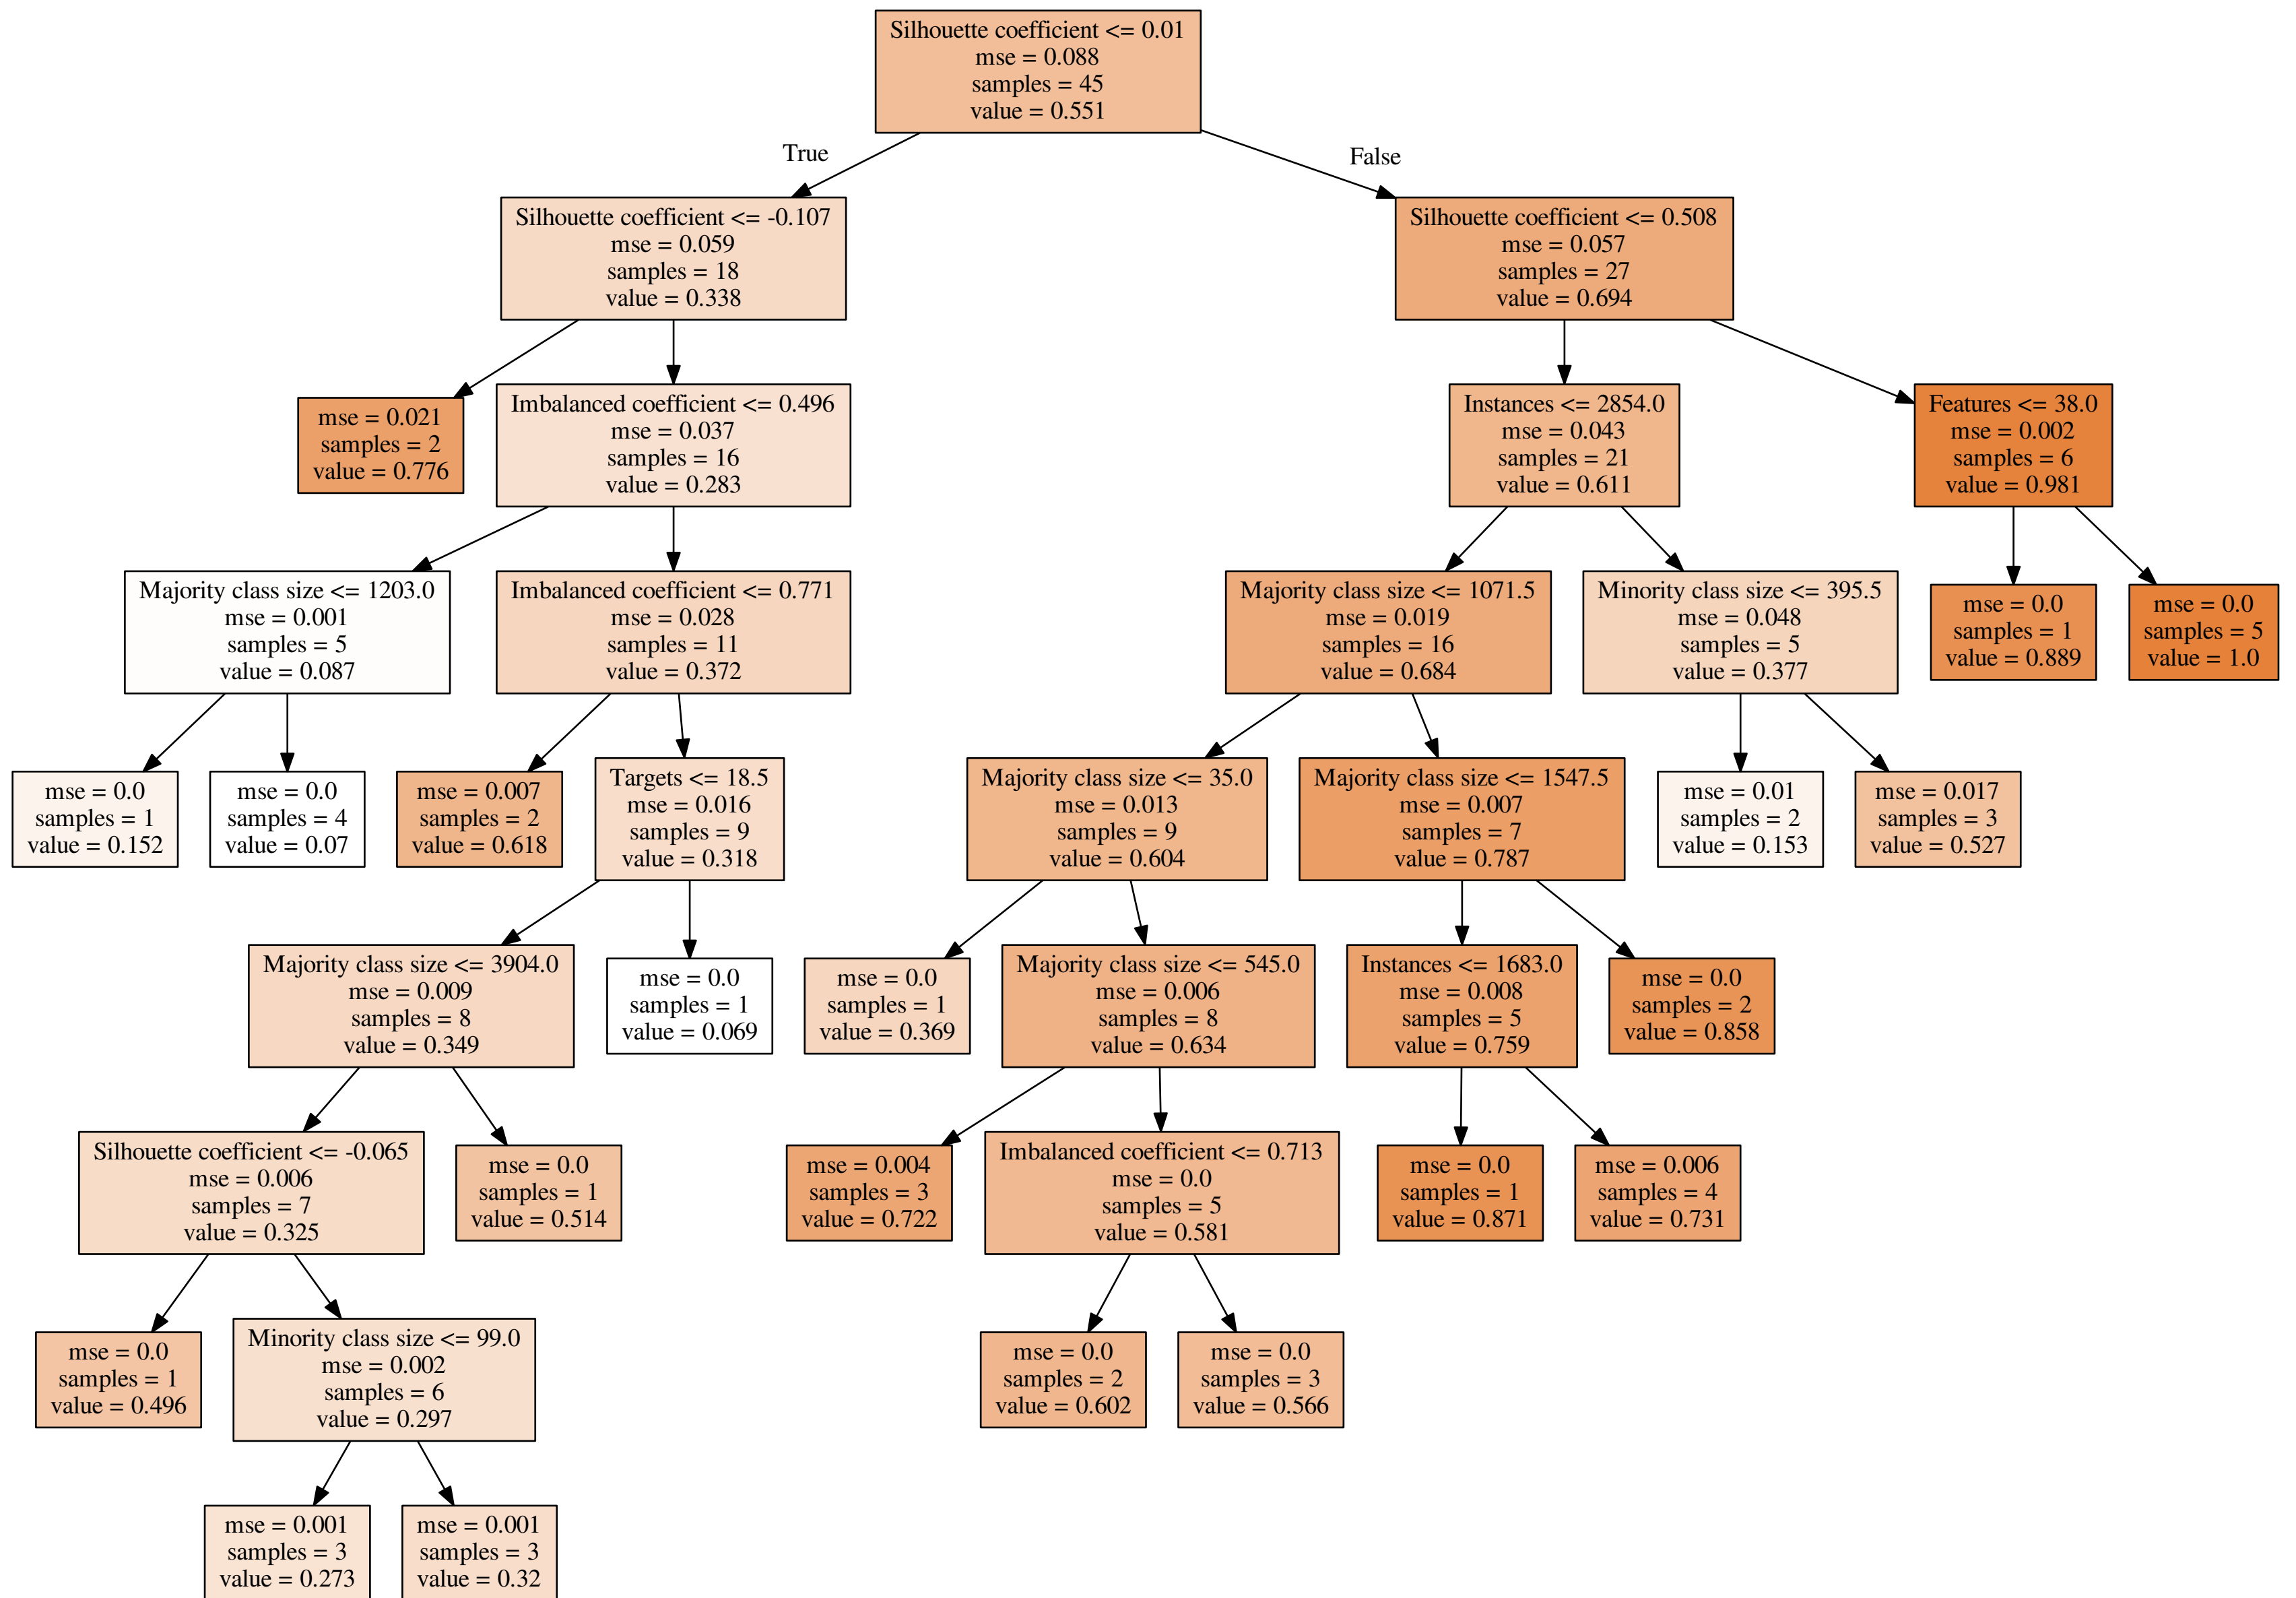 Silhouette coefficient <= 0.01
mse = 0.088
samples = 45
value = 0.551
True
False
Silhouette coefficient <= -0.107
mse = 0.059
samples = 18
value = 0.338
Silhouette coefficient <= 0.508
mse = 0.057
samples = 27
value = 0.694
mse = 0.021
samples = 2
value = 0.776
Imbalanced coefficient <= 0.496
mse = 0.037
samples = 16
value = 0.283
Instances <= 2854.0
mse = 0.043
samples = 21
value = 0.611
Features <= 38.0
mse = 0.002
samples = 6
value = 0.981
Majority class size <= 1203.0
mse = 0.001
samples = 5
value = 0.087
Imbalanced coefficient <= 0.771
mse = 0.028
samples = 11
value = 0.372
Majority class size <= 1071.5
mse = 0.019
samples = 16
value = 0.684
Minority class size <= 395.5
mse = 0.048
samples = 5
value = 0.377
mse = 0.0
samples = 1
value = 0.889
mse = 0.0
samples = 5
value = 1.0
mse = 0.0
samples = 1
value = 0.152
mse = 0.0
samples = 4
value = 0.07
mse = 0.007
samples = 2
value = 0.618
Targets <= 18.5
mse = 0.016
samples = 9
value = 0.318
Majority class size <= 35.0
mse = 0.013
samples = 9
value = 0.604
Majority class size <= 1547.5
mse = 0.007
samples = 7
value = 0.787
mse = 0.01
samples = 2
value = 0.153
mse = 0.017
samples = 3
value = 0.527
Majority class size <= 3904.0
mse = 0.009
samples = 8
value = 0.349
mse = 0.0
samples = 1
value = 0.069
mse = 0.0
samples = 1
value = 0.369
Majority class size <= 545.0
mse = 0.006
samples = 8
value = 0.634
Instances <= 1683.0
mse = 0.008
samples = 5
value = 0.759
mse = 0.0
samples = 2
value = 0.858
Silhouette coefficient <= -0.065
mse = 0.006
samples = 7
value = 0.325
mse = 0.0
samples = 1
value = 0.514
mse = 0.004
samples = 3
value = 0.722
Imbalanced coefficient <= 0.713
mse = 0.0
samples = 5
value = 0.581
mse = 0.0
samples = 1
value = 0.871
mse = 0.006
samples = 4
value = 0.731
mse = 0.0
samples = 1
value = 0.496
Minority class size <= 99.0
mse = 0.002
samples = 6
value = 0.297
mse = 0.0
samples = 2
value = 0.602
mse = 0.0
samples = 3
value = 0.566
mse = 0.001
samples = 3
value = 0.273
mse = 0.001
samples = 3
value = 0.32